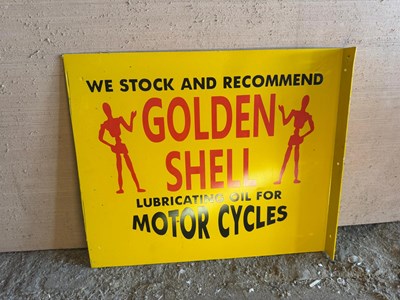 WE STOCK AND RECOMMEND
GOLDEN
SHELL
LUBRICATING OIL FOR
MOTOR CYCLES